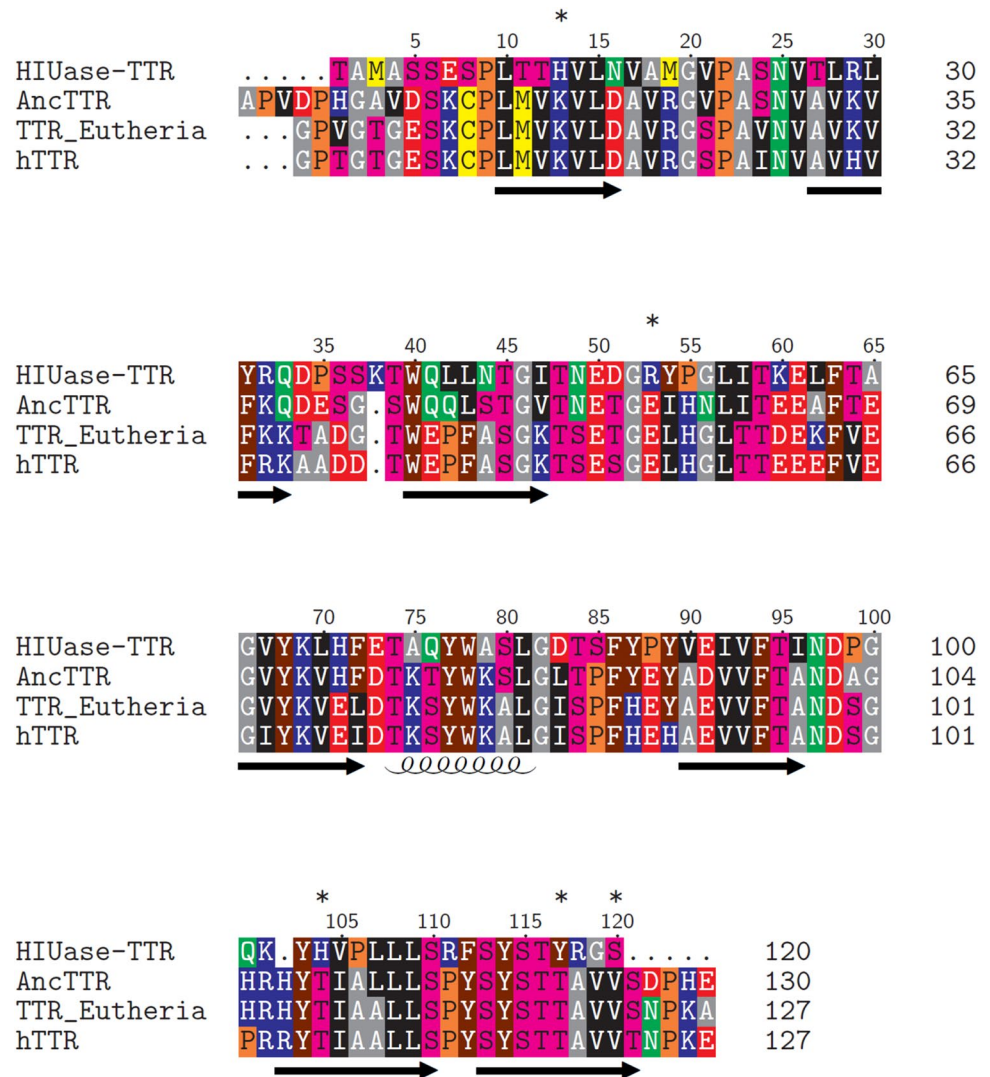 *
5 10 15 20 25 30
HIUase-TTR .....TAMASSESPLTTHVLNVAMGVPASNVTLRL 30
AncTTR APVDPHGAVDSKCPLMVKVLDAVRGVPASNVAVKV 35
TTR_Eutheria ...GPVGTGESKCPLMVKVLDAVRGSPAVNVAVKV 32
hTTR ...GPTGTGESKCPLMVKVLDAVRGSPAINVAVHV 32
*
35 40 45 50 55 60 65
HIUase-TTR YRQDPSSKTWQLLNTGITNEDGRYPGLITKELFTA 65
AncTTR FKQDESG.SWQQLSTGVTNETGEIHNLITEEAFTE 69
TTR_Eutheria FKKTADG.TWEPFASGKTSETGELHGLTTDEKFVE 66
hTTR FRKAADD.TWEPFASGKTSESGELHGLTTEEEFVE 66
70 75 80 85 90 95 100
HIUase-TTR GVYKLHFETAQYWASLGDTSFYPYVEIVFTINDPG 100
AncTTR GVYKVHFDTKTYWKSLGLTPFYEYADVVFTANDAG 104
TTR_Eutheria GVYKVELDTKSYWKALGISPFHEYAEVVFTANDSG 101
hTTR GIYKVEIDTKSYWKALGISPFHEHAEVVFTANDSG 101
* * *
105 110 115 120
HIUase-TTR QK.YHVPLLLSRFSYSTYRGS..... 120
AncTTR HRHYTIALLLSPYSYSTTAVVSDPHE 130
TTR_Eutheria HRHYTIAALLSPYSYSTTAVVSNPKA 127
hTTR PRRYTIAALLSPYSYSTTAVVTNPKE 127